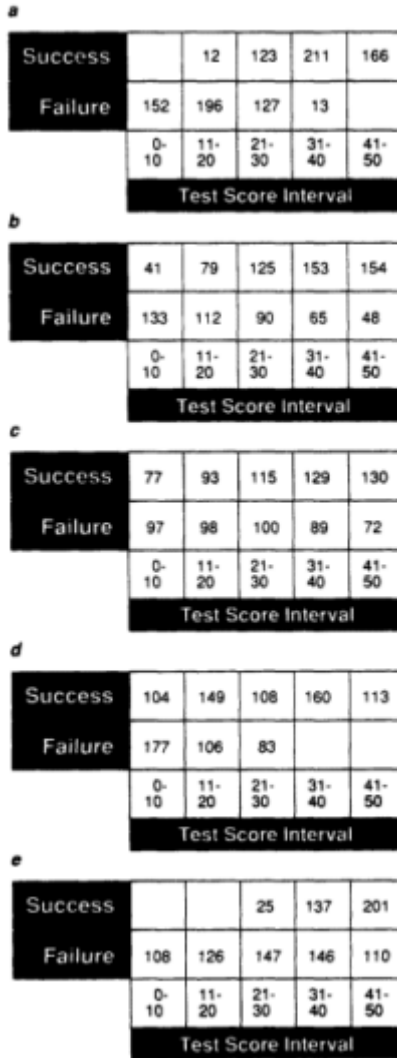 a
Success 12 123 211 166
Failure 152 196 127 13
0-10 11-20 21-30 31-40 41-50
Test Score Interval
b
Success 41 79 125 153 154
Failure 133 112 90 65 48
0-10 11-20 21-30 31-40 41-50
Test Score Interval
c
Success 77 93 115 129 130
Failure 97 98 100 89 72
0-10 11-20 21-30 31-40 41-50
Test Score Interval
d
Success 104 149 108 160 113
Failure 177 106 83
0-10 11-20 21-30 31-40 41-50
Test Score Interval
e
Success 25 137 201
Failure 108 126 147 146 110
0-10 11-20 21-30 31-40 41-50
Test Score Interval